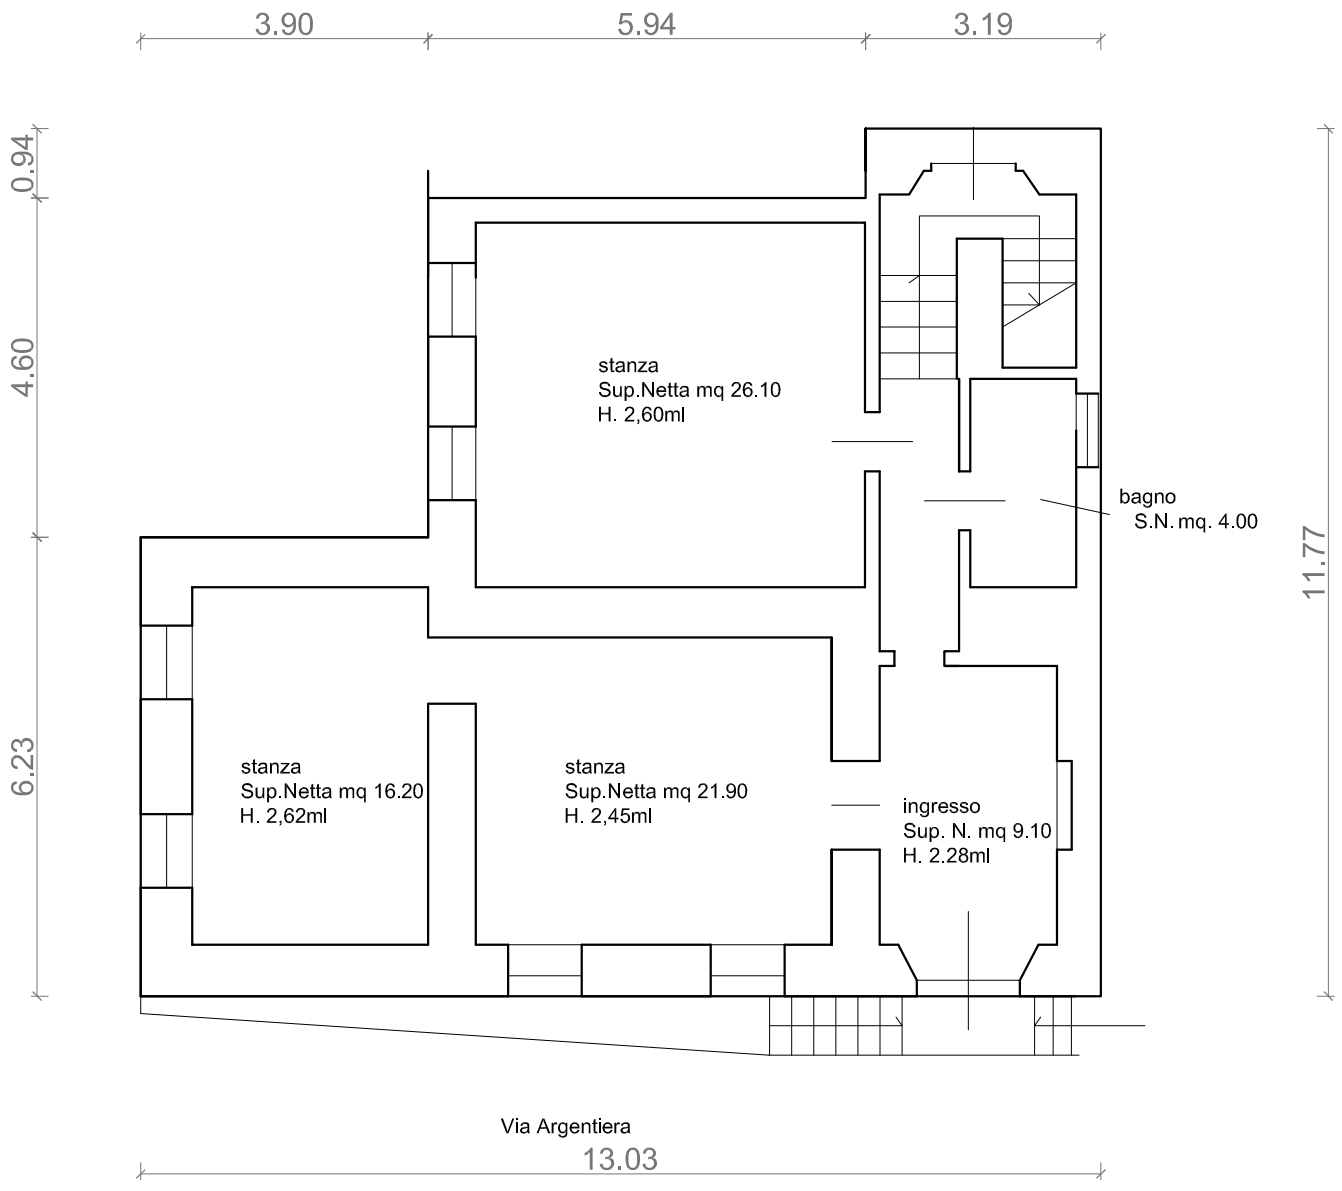 3.90
5.94
3.19
0.94
4.60
6.23
11.77
stanza
Sup.Netta mq 26.10
H. 2,60ml
bagno
S.N. mq. 4.00
stanza
Sup.Netta mq 16.20
H. 2,62ml
stanza
Sup.Netta mq 21.90
H. 2,45ml
ingresso
Sup. N. mq 9.10
H. 2.28ml
Via Argentiera
13.03